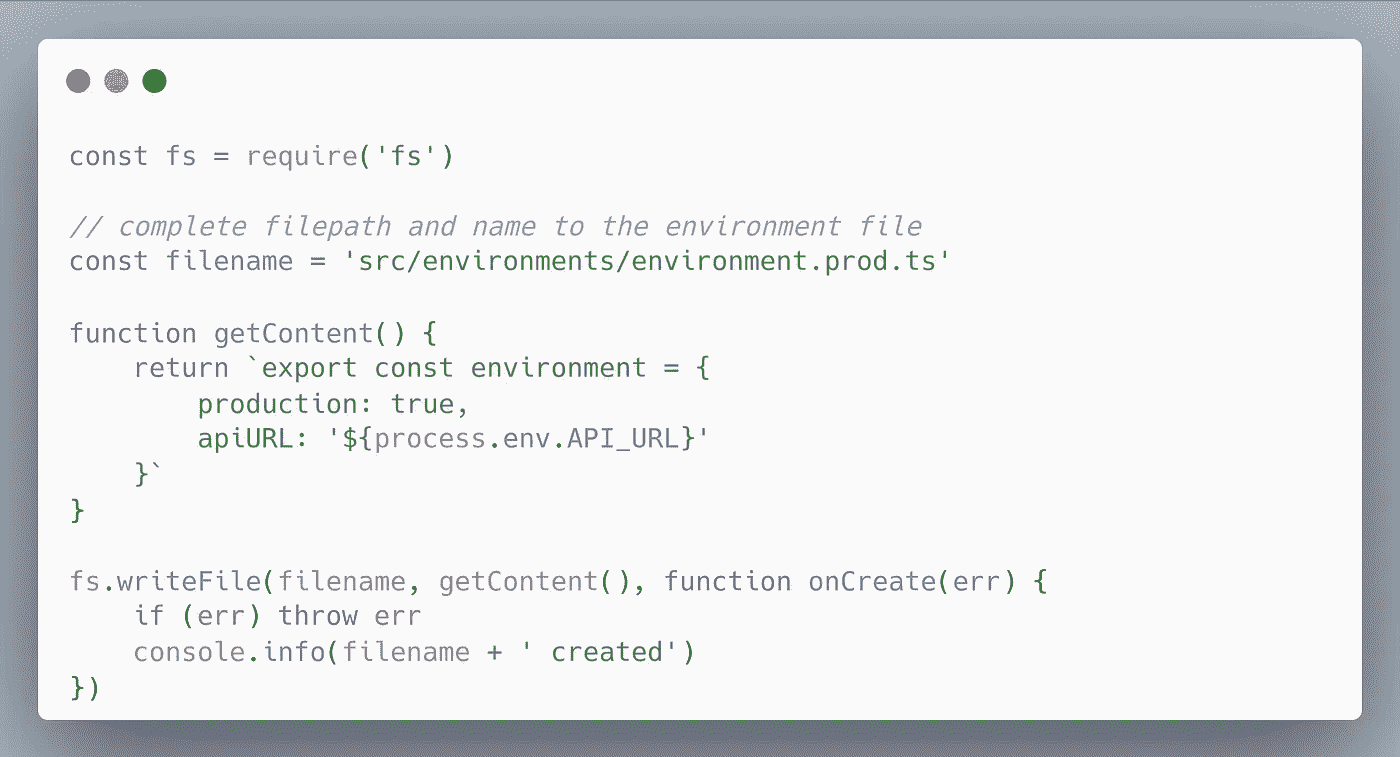 const fs = require('fs')

// complete filepath and name to the environment file
const filename = 'src/environments/environment.prod.ts'

function getContent() {
    return `export const environment = {
        production: true,
        apiURL: '${process.env.API_URL}'
    }`
}

fs.writeFile(filename, getContent(), function onCreate(err) {
    if (err) throw err
    console.info(filename + ' created')
})